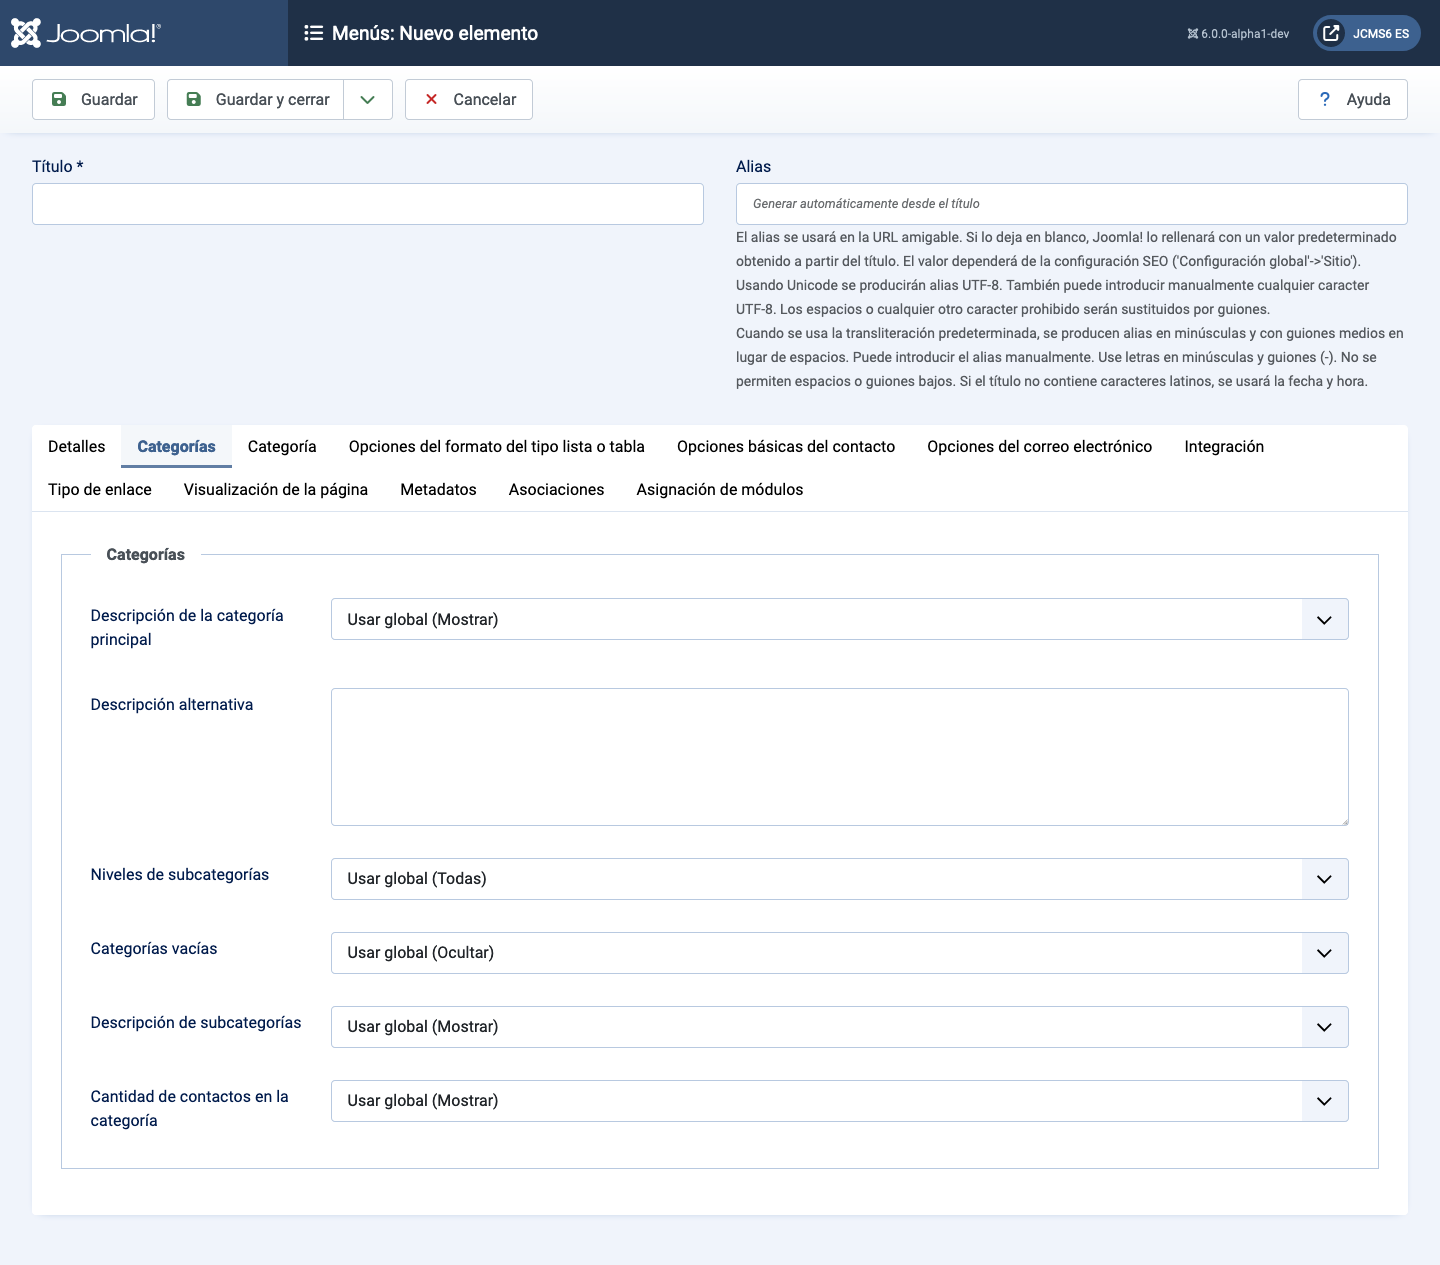 Joomla!®
Menús: Nuevo elemento
6.0.0-alpha1-dev
JCMS6 ES
Guardar
Guardar y cerrar
Cancelar
? Ayuda
Título *
Alias
Generar automáticamente desde el título
El alias se usará en la URL amigable. Si lo deja en blanco, Joomla! lo rellenará con un valor predeterminado
obtenido a partir del título. El valor dependerá de la configuración SEO ('Configuración global'->'Sitio').
Usando Unicode se producirán alias UTF-8. También puede introducir manualmente cualquier caracter
UTF-8. Los espacios o cualquier otro caracter prohibido serán sustituidos por guiones.
Cuando se usa la transliteración predeterminada, se producen alias en minúsculas y con guiones medios en
lugar de espacios. Puede introducir el alias manualmente. Use letras en minúsculas y guiones (-). No se
permiten espacios o guiones bajos. Si el título no contiene caracteres latinos, se usará la fecha y hora.
Detalles
Categorías
Categoría
Opciones del formato del tipo lista o tabla
Opciones básicas del contacto
Opciones del correo electrónico
Integración
Tipo de enlace
Visualización de la página
Metadatos
Asociaciones
Asignación de módulos
Categorías
Descripción de la categoría
principal
Usar global (Mostrar)
Descripción alternativa
Niveles de subcategorías
Usar global (Todas)
Categorías vacías
Usar global (Ocultar)
Descripción de subcategorías
Usar global (Mostrar)
Cantidad de contactos en la
categoría
Usar global (Mostrar)